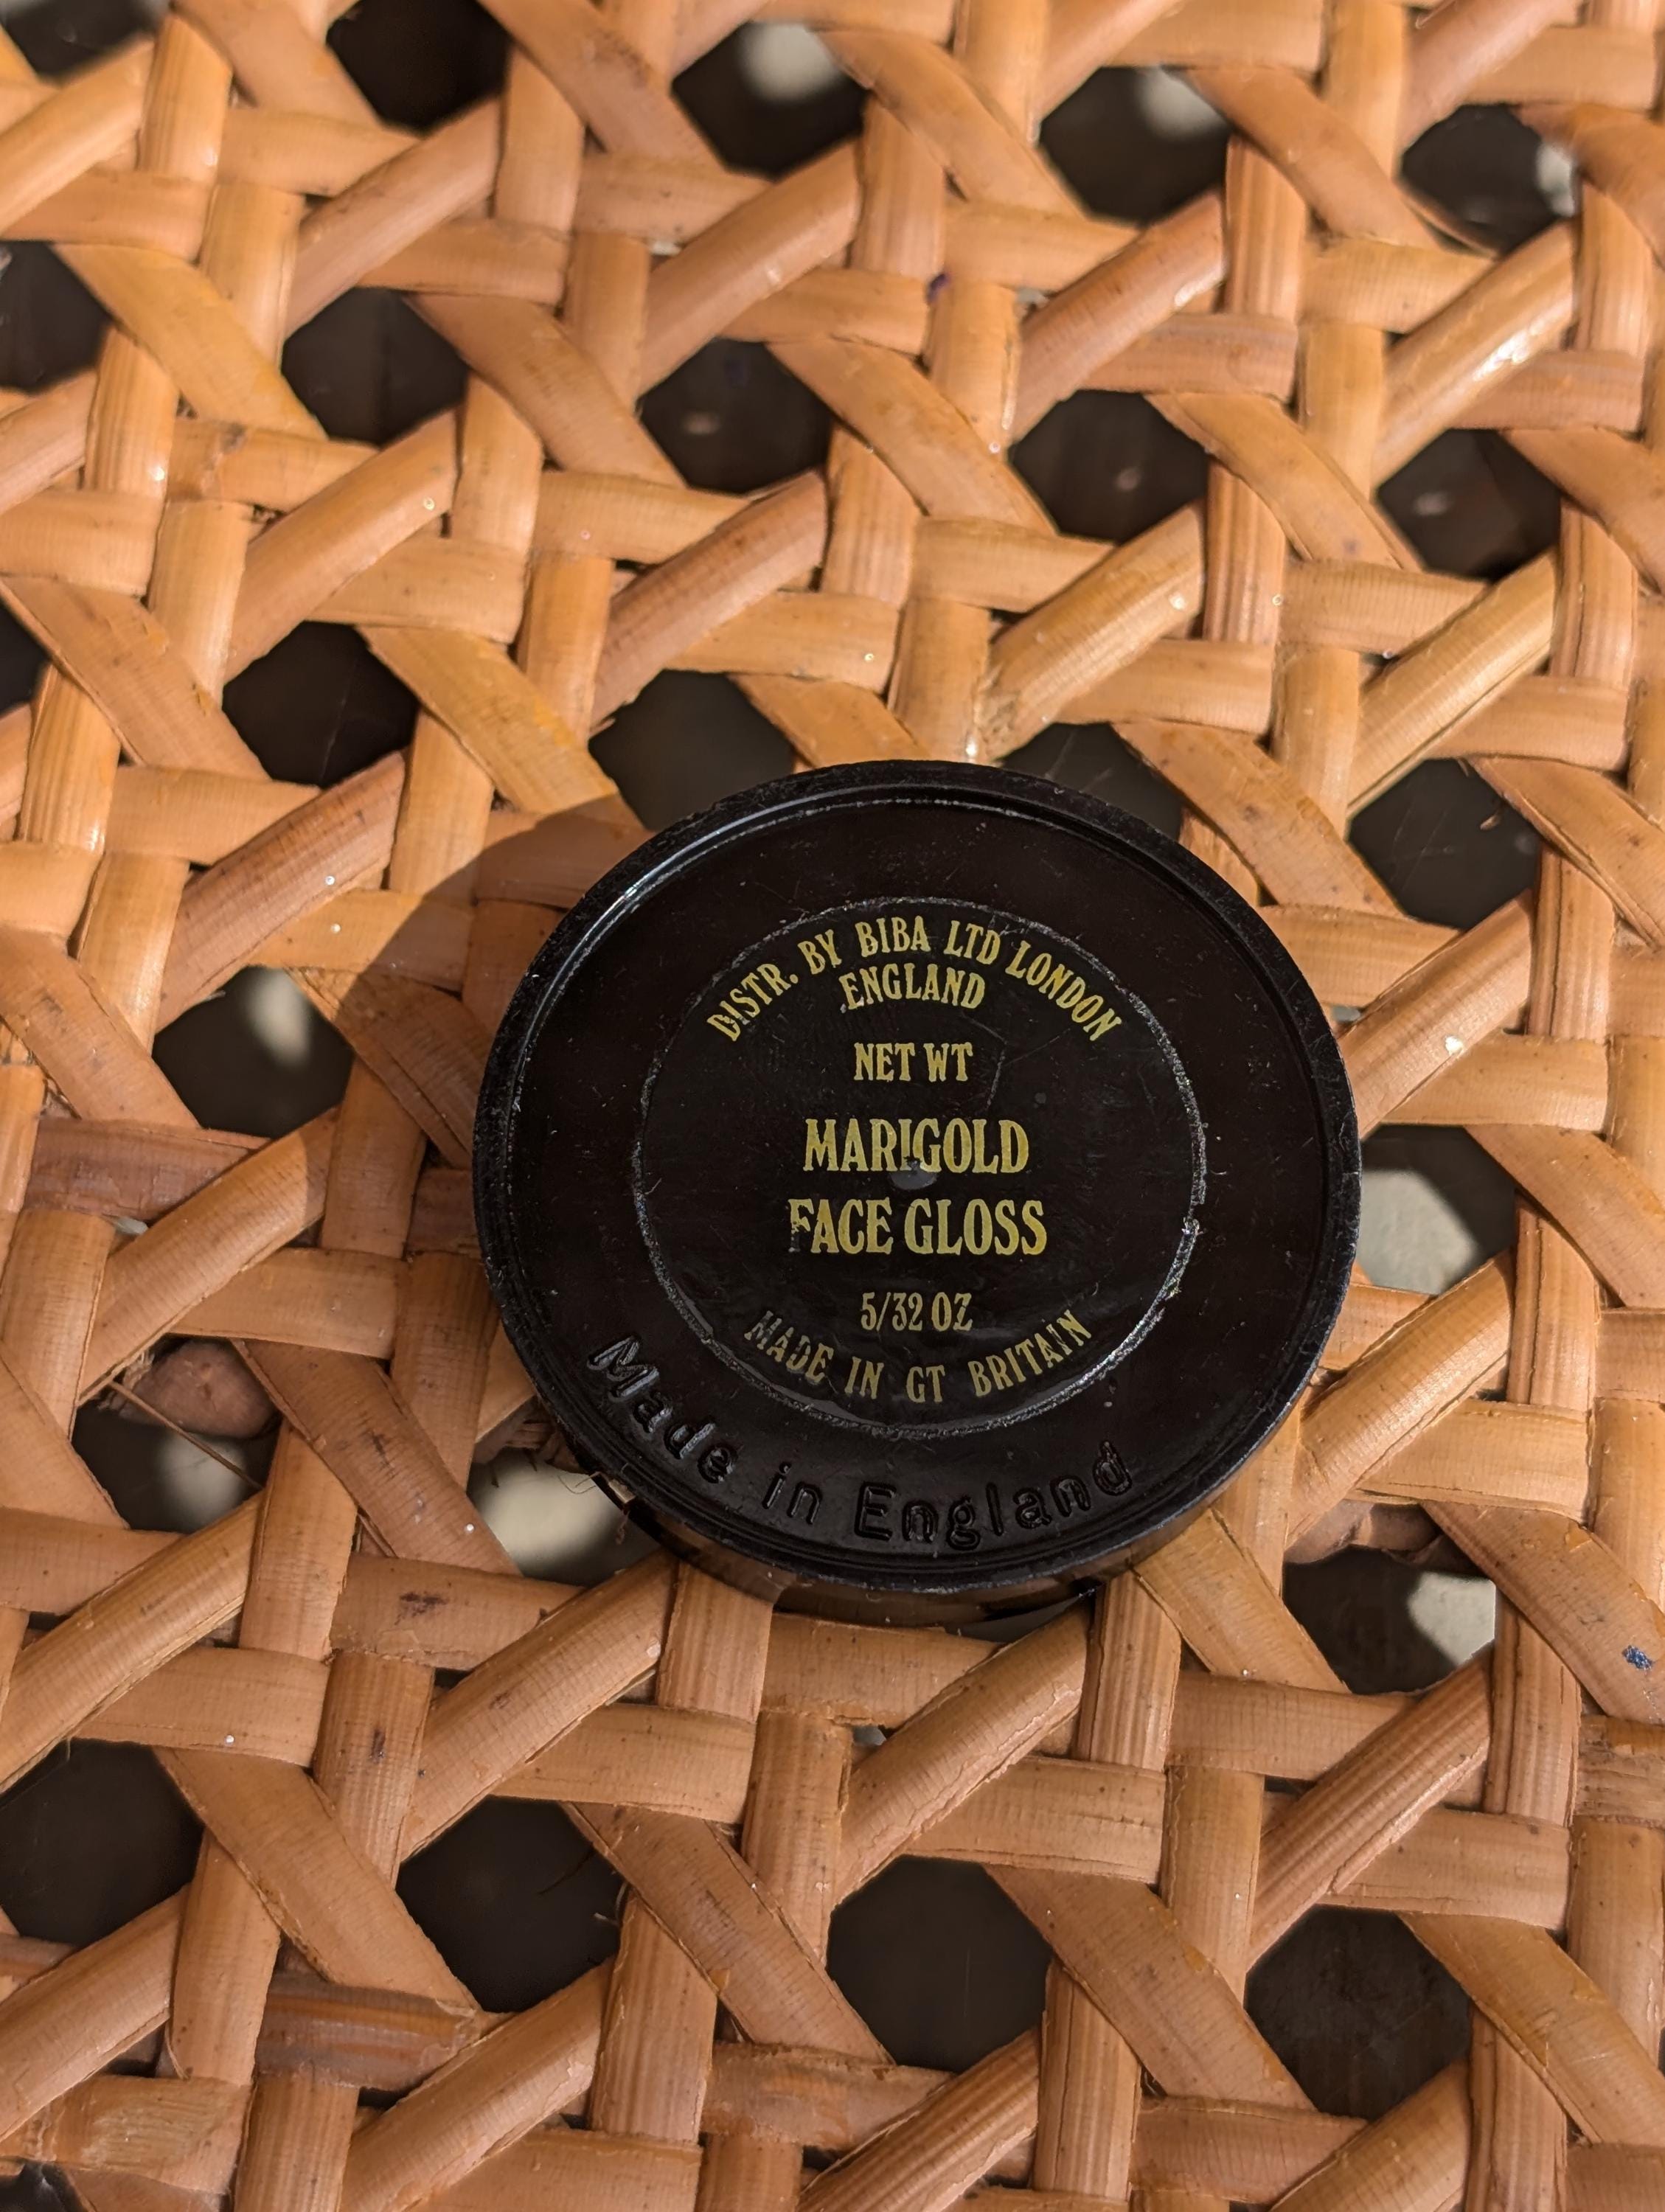 DISTR. BY BIBA LTD LONDON
ENGLAND
NET WT
MARIGOLD
FACE GLOSS
5/32 OZ
MADE IN GT BRITAIN
Made in England